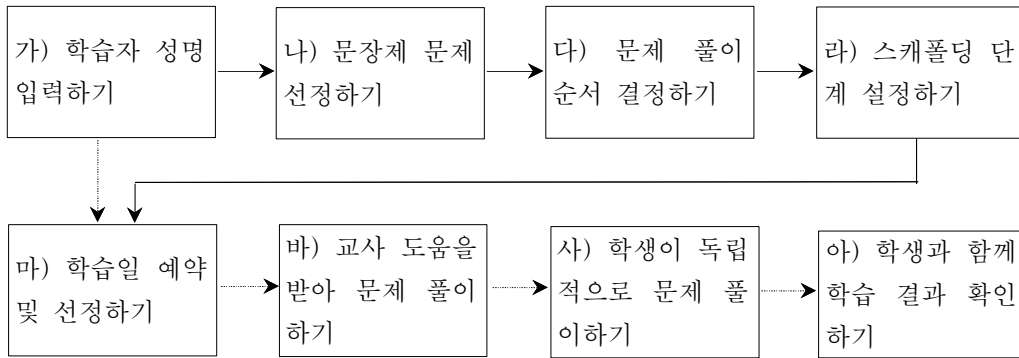 가) 학습자 성명
입력하기
나) 문장제 문제
선정하기
다) 문제 풀이
순서 결정하기
라) 스캐폴딩 단
계 설정하기
마) 학습일 예약
및 선정하기
바) 교사 도움을
받아 문제 풀이
하기
사) 학생이 독립
적으로 문제 풀
이하기
아) 학생과 함께
학습 결과 확인
하기